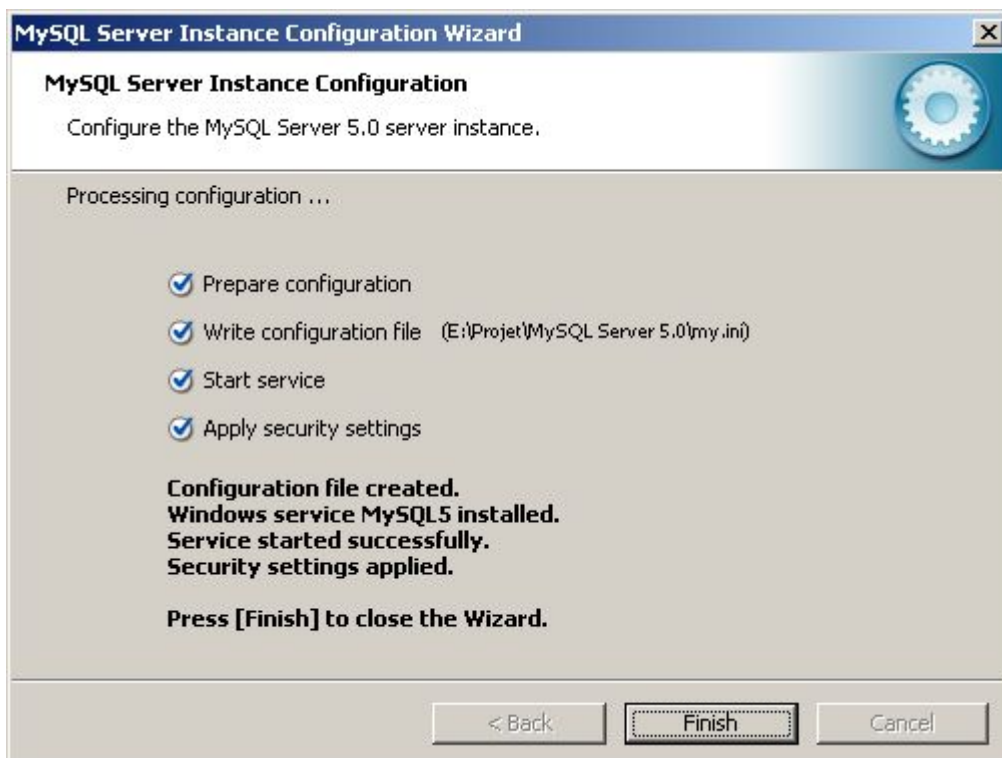 MySQL Server Instance Configuration Wizard
MySQL Server Instance Configuration
Configure the MySQL Server 5.0 server instance.
Processing configuration ...
Prepare configuration
Write configuration file (E:\Projet\MySQL Server 5.0\my.ini)
Start service
Apply security settings
Configuration file created.
Windows service MySQL5 installed.
Service started successfully.
Security settings applied.
Press [Finish] to close the Wizard.
< Back Finish Cancel